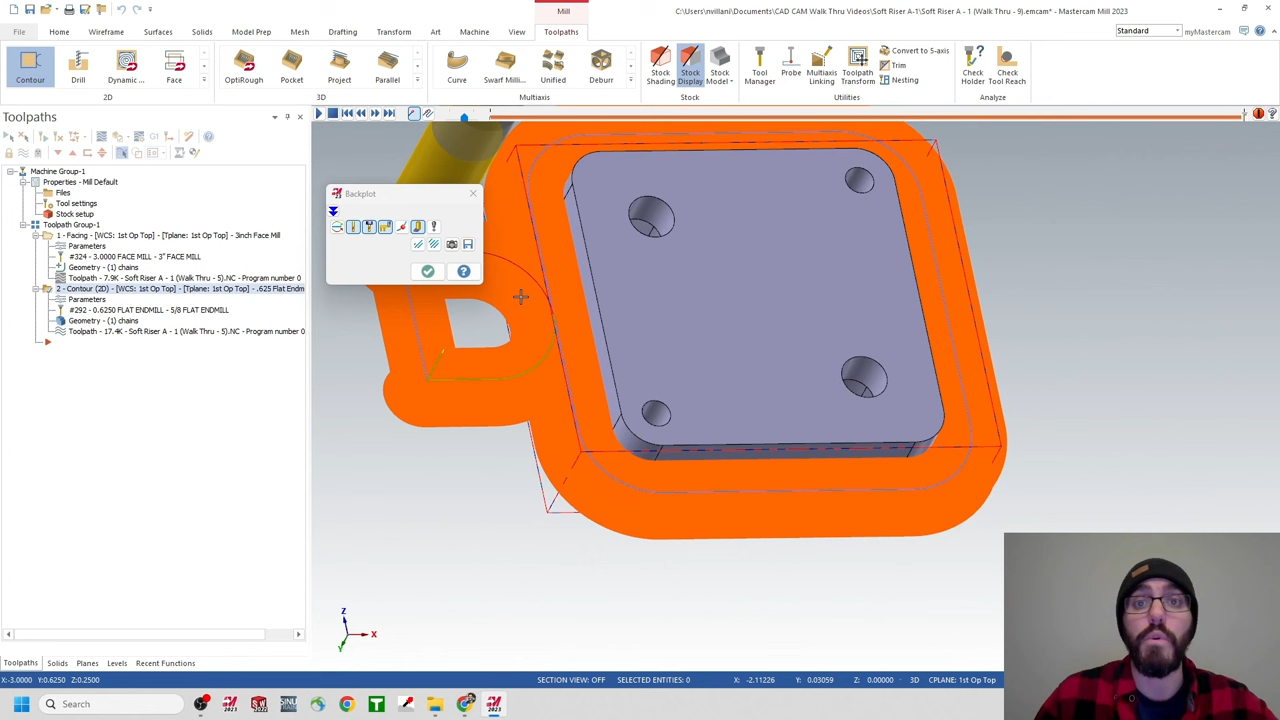 Mill
C:\Users\nvillani\Documents\CAD CAM Walk Thru Videos\Soft Riser A-1\Soft Riser A - 1 (Walk Thru - 9).emcam* - Mastercam Mill 2023
File Home Wireframe Surfaces Solids Model Prep Mesh Drafting Transform Art Machine View Toolpaths
Standard myMastercam
Contour Drill Dynamic ... Face OptiRough Pocket Project Parallel Curve Swarf Milli... Unified Deburr Stock Shading Stock Display Stock Model Tool Manager Probe Multiaxis Linking Toolpath Transform Convert to 5-axis Trim Nesting Check Holder Check Tool Reach
2D 3D Multiaxis Stock Utilities Analyze
Toolpaths
G1
Machine Group-1
Properties - Mill Default
Files
Tool settings
Stock setup
Toolpath Group-1
1 - Facing - [WCS: 1st Op Top] - [Tplane: 1st Op Top] - 3inch Face Mill
Parameters
#324 - 3.0000 FACE MILL - 3" FACE MILL
Geometry - (1) chains
Toolpath - 7.9K - Soft Riser A - 1 (Walk Thru - 5).NC - Program number 0
2 - Contour (2D) - [WCS: 1st Op Top] - [Tplane: 1st Op Top] - .625 Flat Endm
Parameters
#292 - 0.6250 FLAT ENDMILL - 5/8 FLAT ENDMILL
Geometry - (1) chains
Toolpath - 17.4K - Soft Riser A - 1 (Walk Thru - 5).NC - Program number 0
Backplot
Z
X
Y
Toolpaths Solids Planes Levels Recent Functions
X:-3.0000 Y:0.6250 Z:0.2500 SECTION VIEW: OFF SELECTED ENTITIES: 0 X: -2.11226 Y: 0.03059 Z: 0.00000 3D CPLANE: 1st Op Top
Search